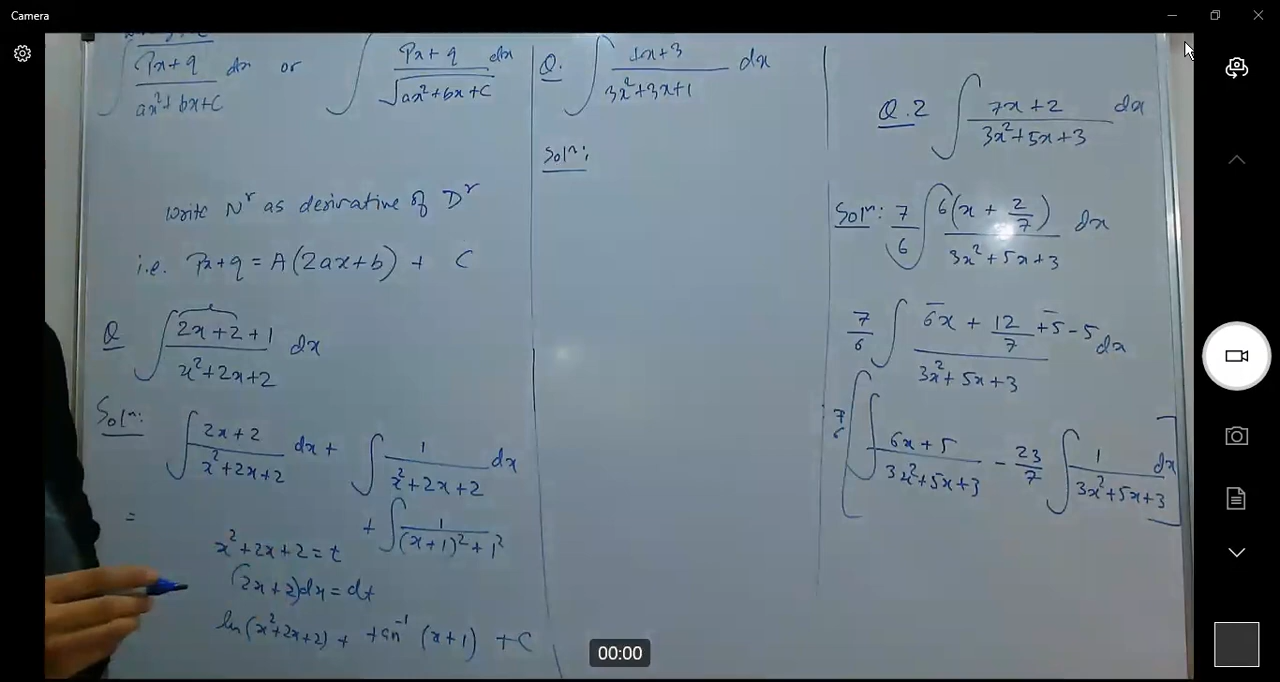 Camera
∫ (Px+q)/(ax²+bx+c) dx or ∫ (Px+q)/√(ax²+bx+c) dx
Write Nʳ as derivative of Dʳ
i.e. Px+q = A(2ax+b) + C
Q ∫ (2x+2+1)/(x²+2x+2) dx
Solⁿ: ∫ (2x+2)/(x²+2x+2) dx + ∫ 1/(x²+2x+2) dx
= + ∫ 1/((x+1)²+1²)
x²+2x+2 = t
(2x+2)dx = dt
ln(x²+2x+2) + tan⁻¹(x+1) + C
Q. ∫ x+3/(3x²+3x+1) dx
Solⁿ:
Q.2 ∫ (7x+2)/(3x²+5x+3) dx
Solⁿ: 7/6 ∫ 6(x+2/7)/(3x²+5x+3) dx
7/6 ∫ (6x+12/7+5-5)/(3x²+5x+3) dx
7/6 [∫ (6x+5)/(3x²+5x+3) - 23/7 ∫ 1/(3x²+5x+3) dx]
00:00